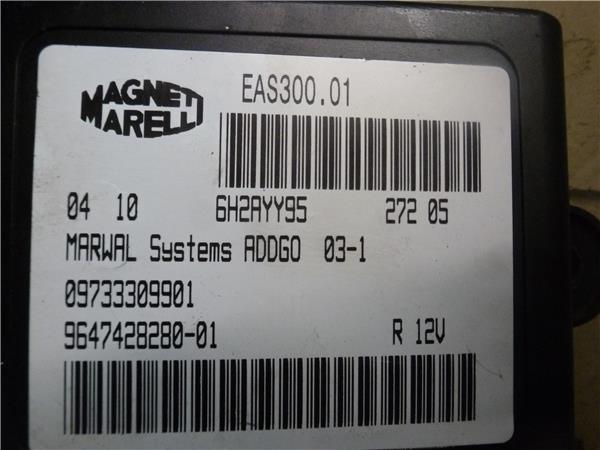 MAGNETI
MARELLI
EAS300.01
04 10 6H2AYY95 272 05
MARWAL Systems ADDGO 03-1
09733309901
9647428280-01 R 12V